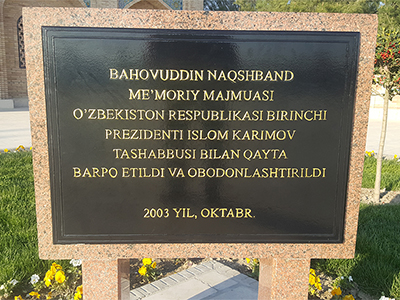 BAHOVUDDIN NAQSHBAND
ME'MORIY MAJMUASI
O'ZBEKISTON RESPUBLIKASI BIRINCHI
PREZIDENTI ISLOM KARIMOV
TASHABBUSI BILAN QAYTA
BARPO ETILDI VA OBODONLASHTIRILDI
2003 YIL, OKTABR.